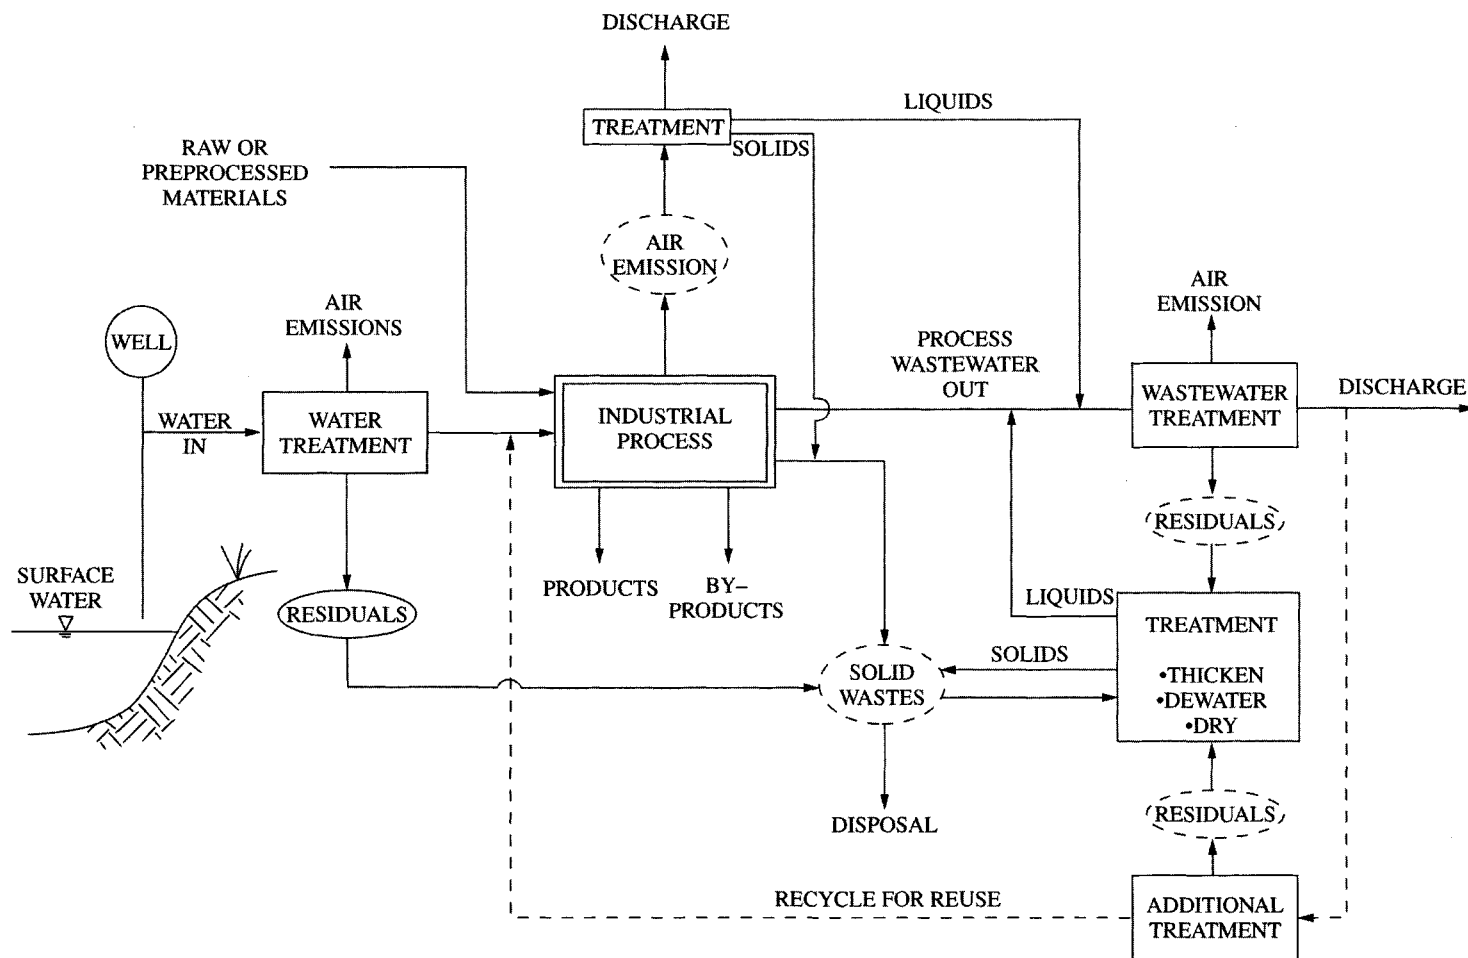 DISCHARGE
LIQUIDS
TREATMENT
SOLIDS
RAW OR
PREPROCESSED
MATERIALS
AIR
EMISSION
AIR
EMISSIONS
AIR
EMISSION
WELL
PROCESS
WASTEWATER
OUT
WATER
IN
WATER
TREATMENT
INDUSTRIAL
PROCESS
WASTEWATER
TREATMENT
DISCHARGE
RESIDUALS
SURFACE
WATER
RESIDUALS
PRODUCTS
BY–
PRODUCTS
LIQUIDS
TREATMENT
•THICKEN
•DEWATER
•DRY
SOLIDS
SOLID
WASTES
DISPOSAL
RESIDUALS
RECYCLE FOR REUSE
ADDITIONAL
TREATMENT